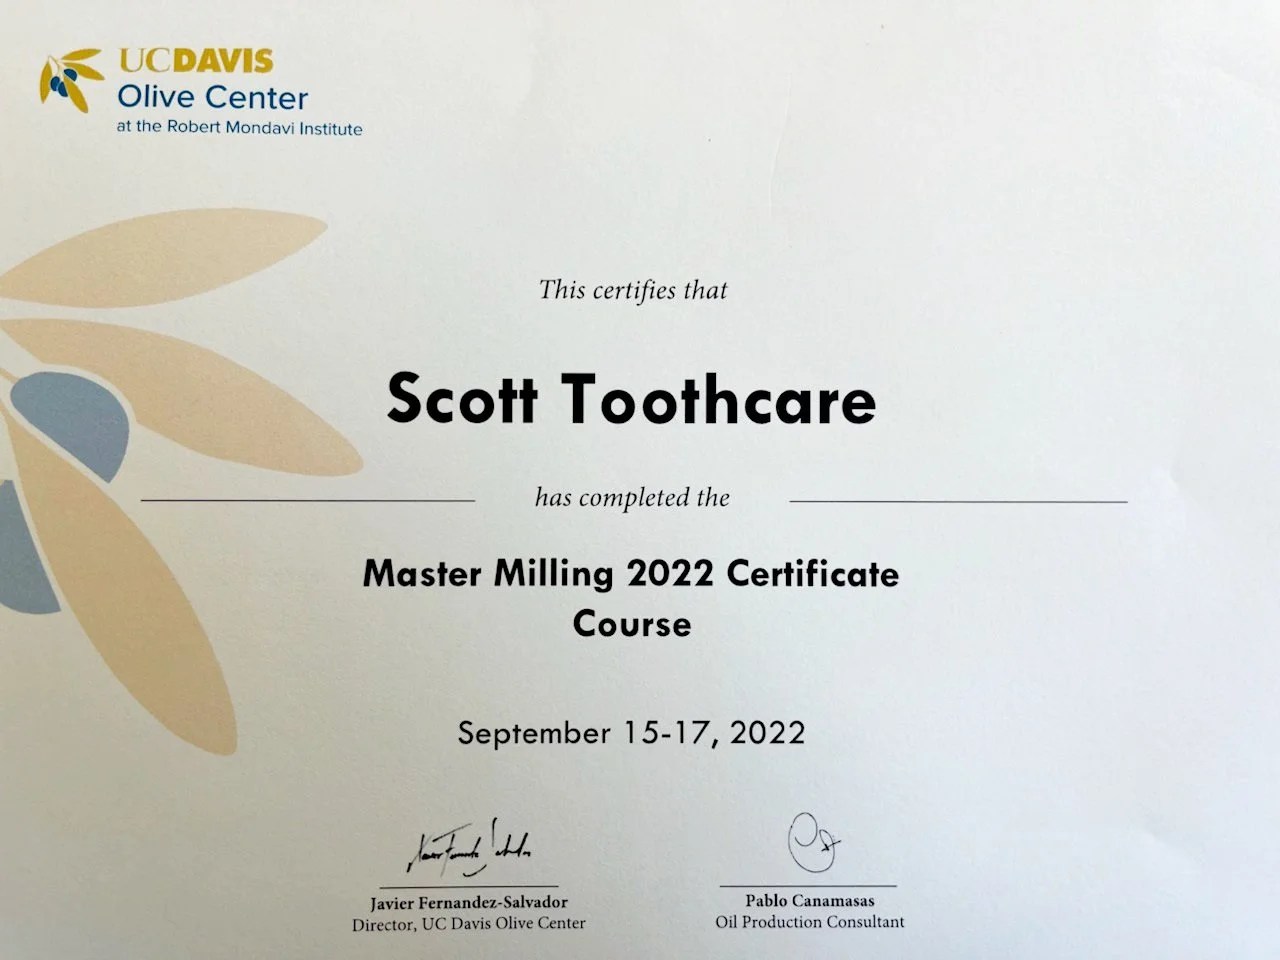 UCDAVIS
Olive Center
at the Robert Mondavi Institute
This certifies that
Scott Toothcare
has completed the
Master Milling 2022 Certificate
Course
September 15-17, 2022
Javier Fernandez-Salvador
Director, UC Davis Olive Center
Pablo Canamasas
Oil Production Consultant